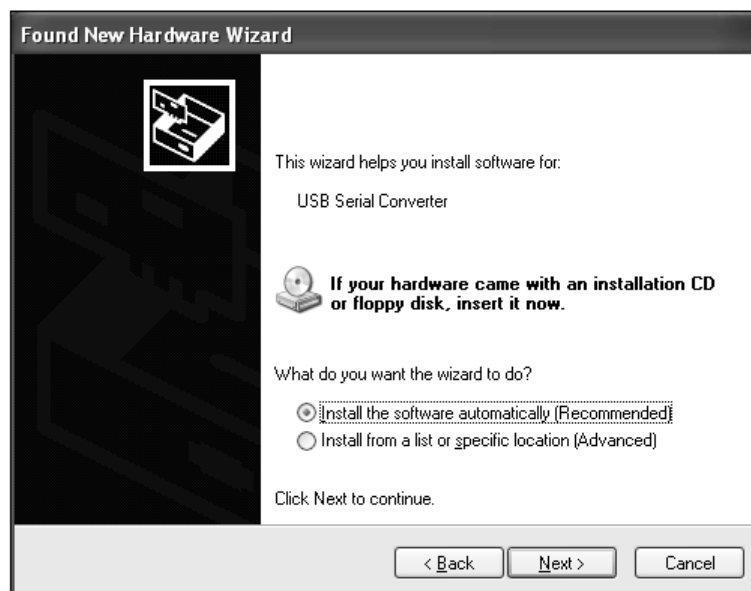 Found New Hardware Wizard
This wizard helps you install software for:
USB Serial Converter
If your hardware came with an installation CD
or floppy disk, insert it now.
What do you want the wizard to do?
Install the software automatically (Recommended)
Install from a list or specific location (Advanced)
Click Next to continue.
< Back
Next >
Cancel